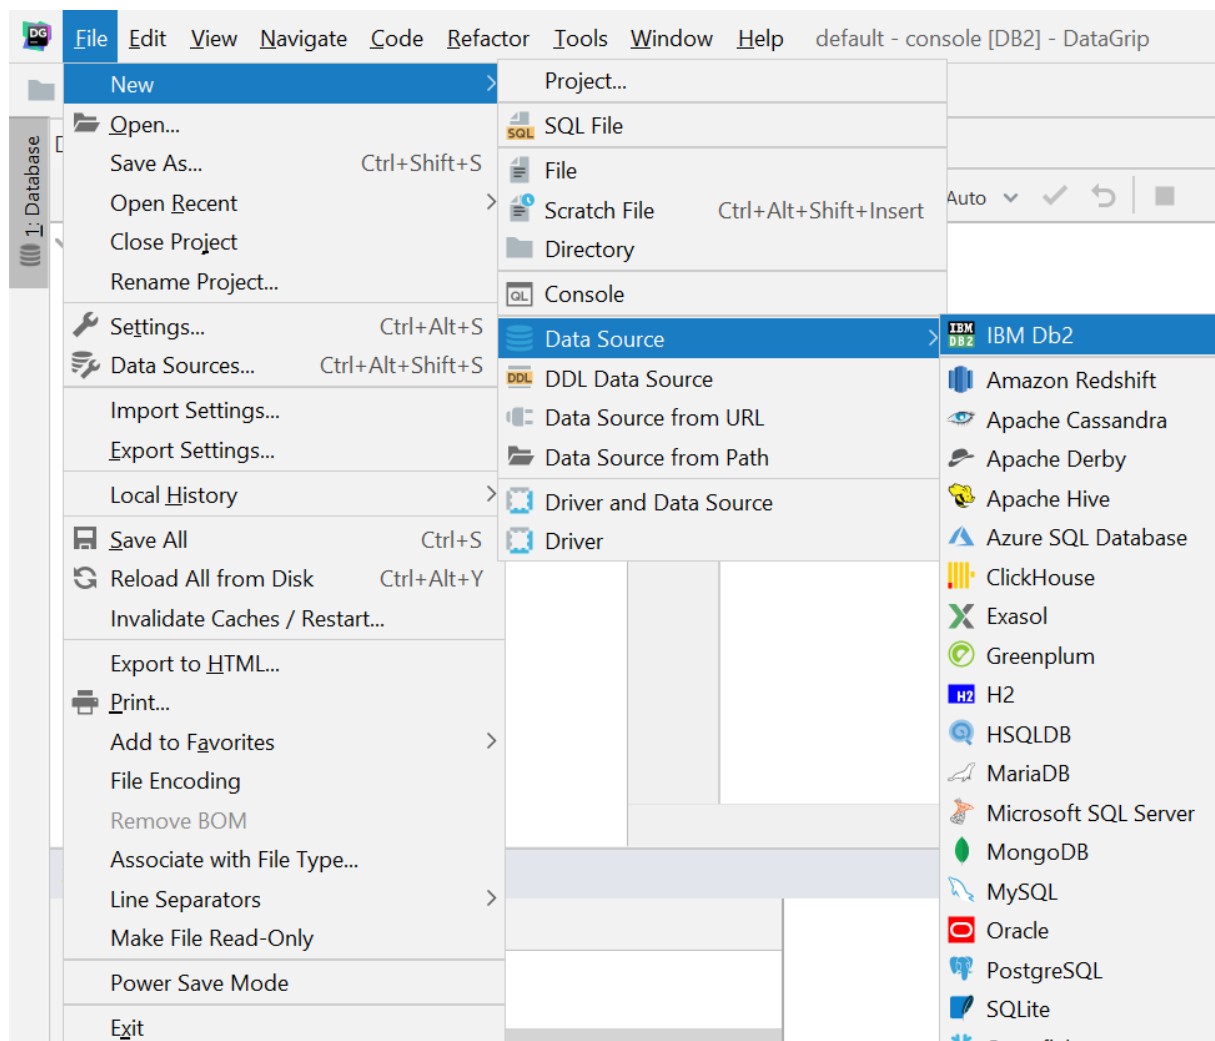 DG File Edit View Navigate Code Refactor Tools Window Help default - console [DB2] - DataGrip
New
Open...
Save As... Ctrl+Shift+S
Open Recent
Close Project
Rename Project...
Settings... Ctrl+Alt+S
Data Sources... Ctrl+Alt+Shift+S
Import Settings...
Export Settings...
Local History
Save All Ctrl+S
Reload All from Disk Ctrl+Alt+Y
Invalidate Caches / Restart...
Export to HTML...
Print...
Add to Favorites
File Encoding
Remove BOM
Associate with File Type...
Line Separators
Make File Read-Only
Power Save Mode
Exit
1: Database
Project...
SQL SQL File
File
Scratch File Ctrl+Alt+Shift+Insert
Directory
QL Console
Data Source
DDL DDL Data Source
Data Source from URL
Data Source from Path
Driver and Data Source
Driver
Auto
IBM DB2 IBM Db2
Amazon Redshift
Apache Cassandra
Apache Derby
Apache Hive
Azure SQL Database
ClickHouse
Exasol
Greenplum
H2 H2
HSQLDB
MariaDB
Microsoft SQL Server
MongoDB
MySQL
Oracle
PostgreSQL
SQLite